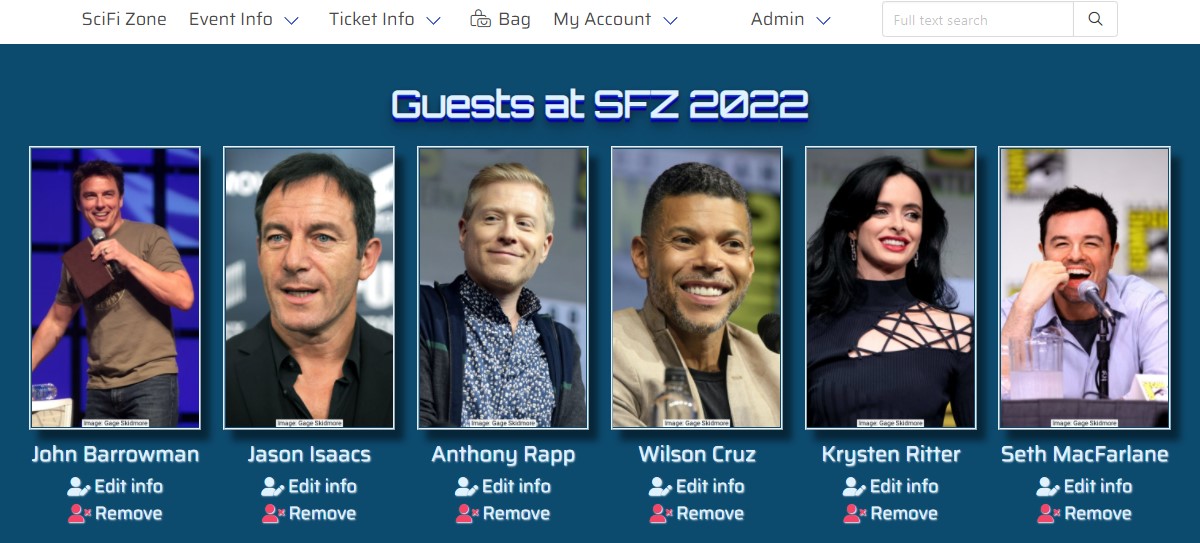 SciFi Zone Event Info Ticket Info Bag My Account Admin Full text search
Guests at SFZ 2022
Image: Gage Skidmore Image: Gage Skidmore Image: Gage Skidmore Image: Gage Skidmore Image: Gage Skidmore Image: Gage Skidmore
John Barrowman Jason Isaacs Anthony Rapp Wilson Cruz Krysten Ritter Seth MacFarlane
Edit info Edit info Edit info Edit info Edit info Edit info
Remove Remove Remove Remove Remove Remove